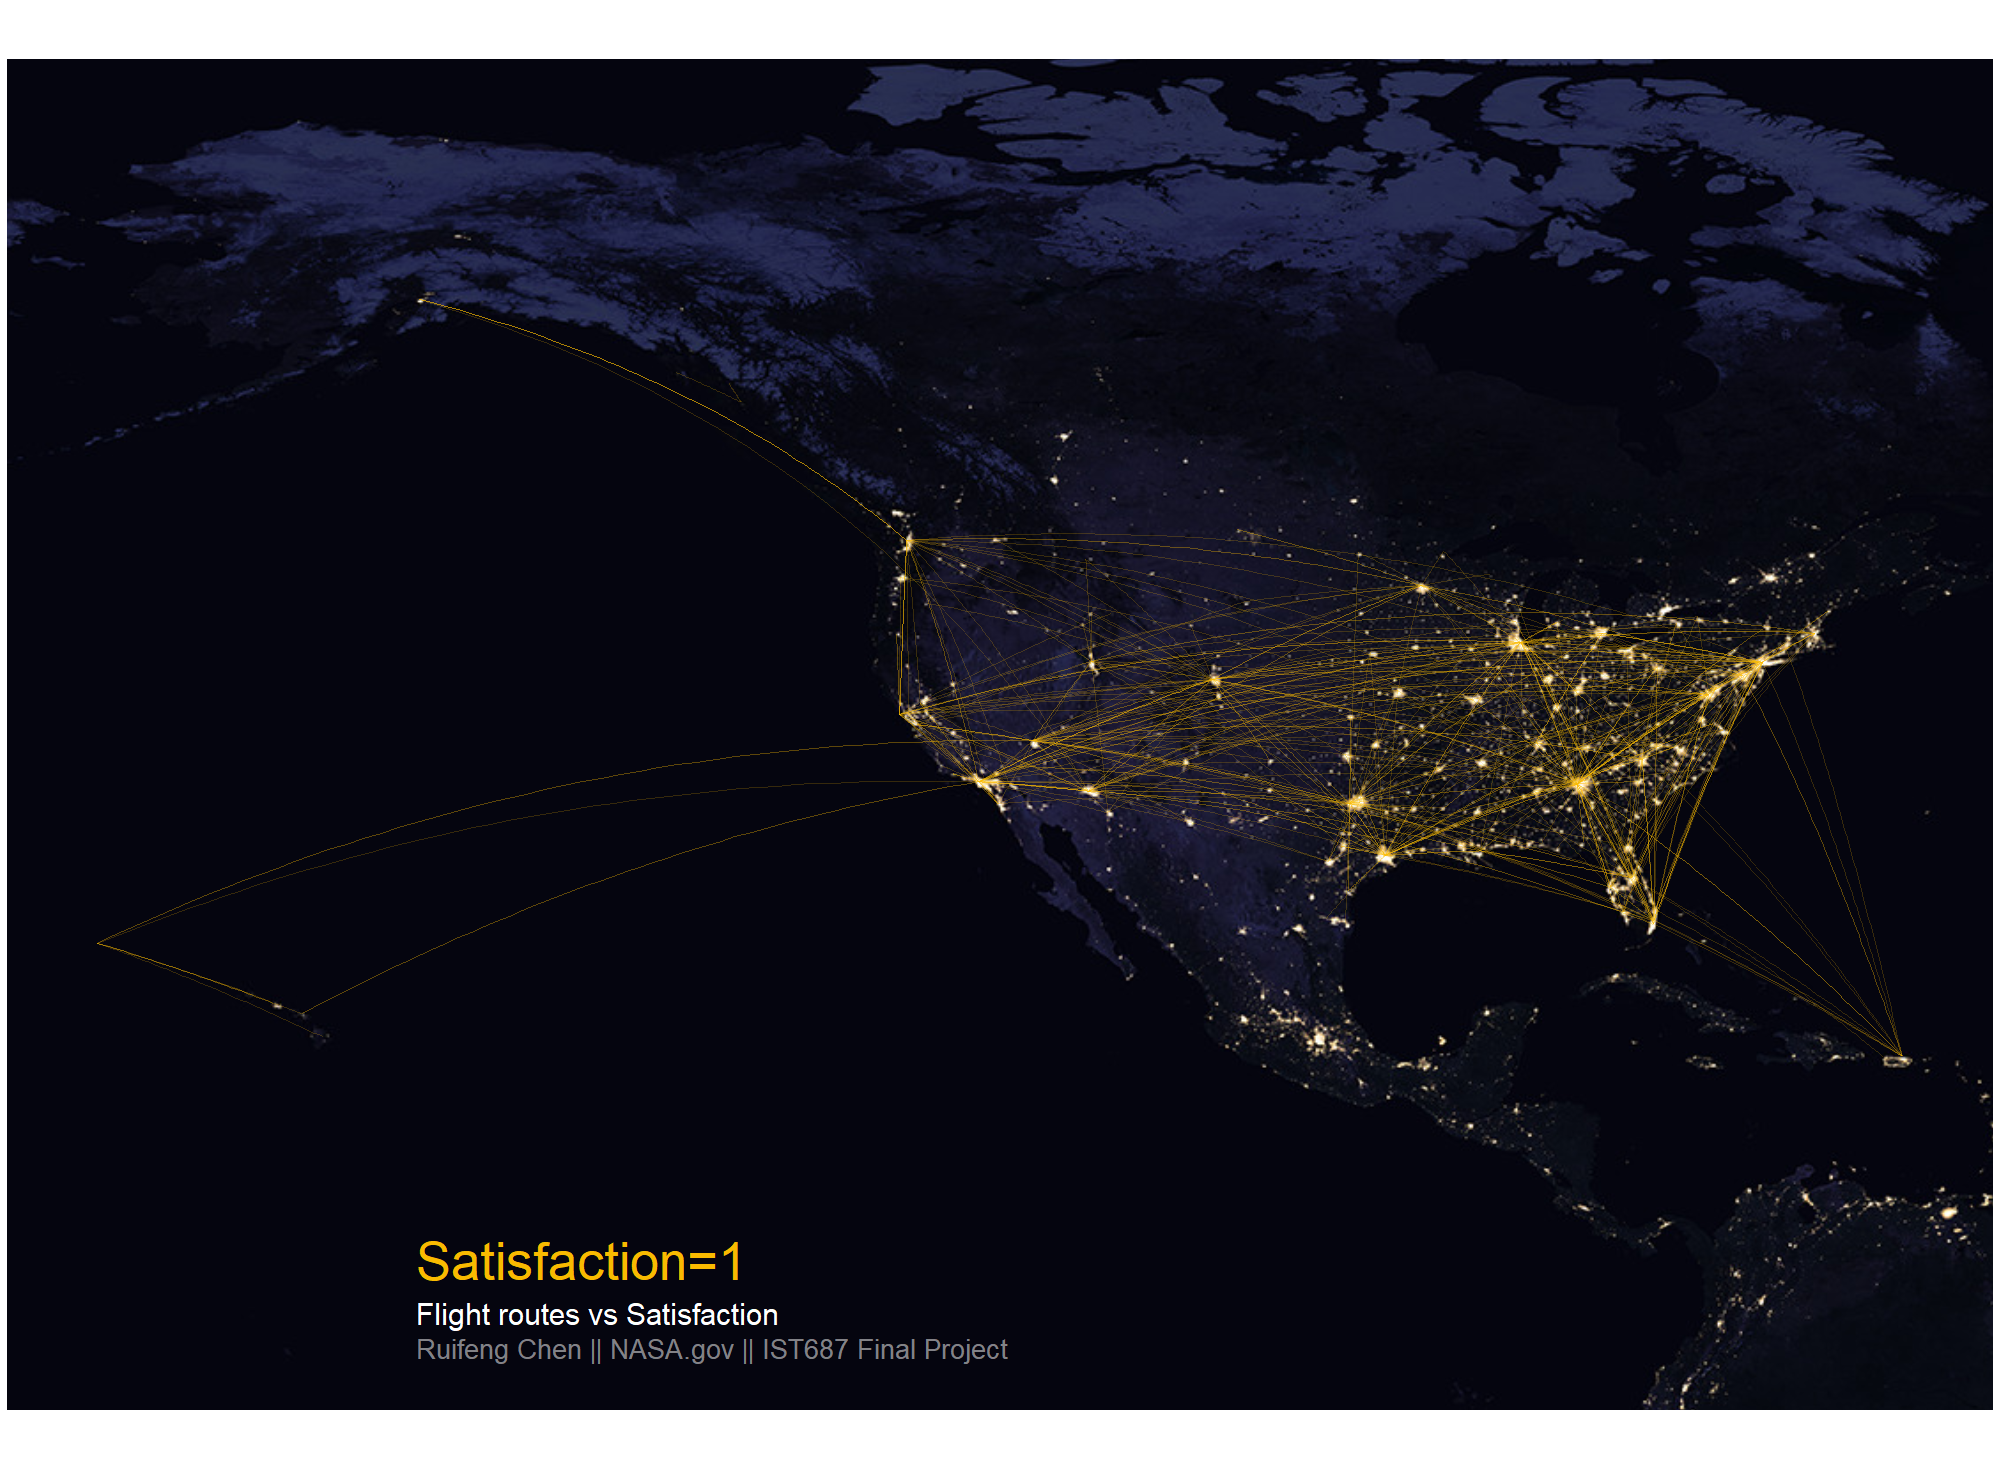 Satisfaction=1
Flight routes vs Satisfaction
Ruifeng Chen || NASA.gov || IST687 Final Project